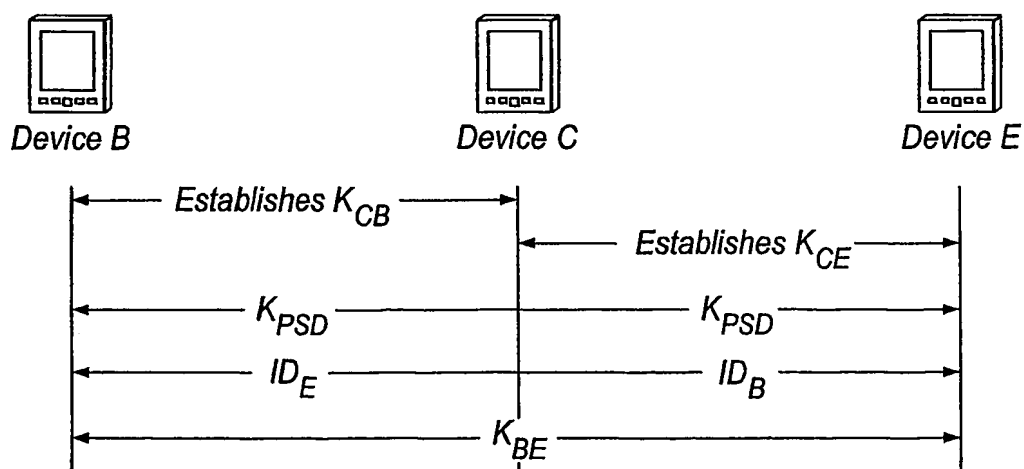 Device B Device C Device E
Establishes K_CB
Establishes K_CE
K_PSD K_PSD
ID_E ID_B
K_BE